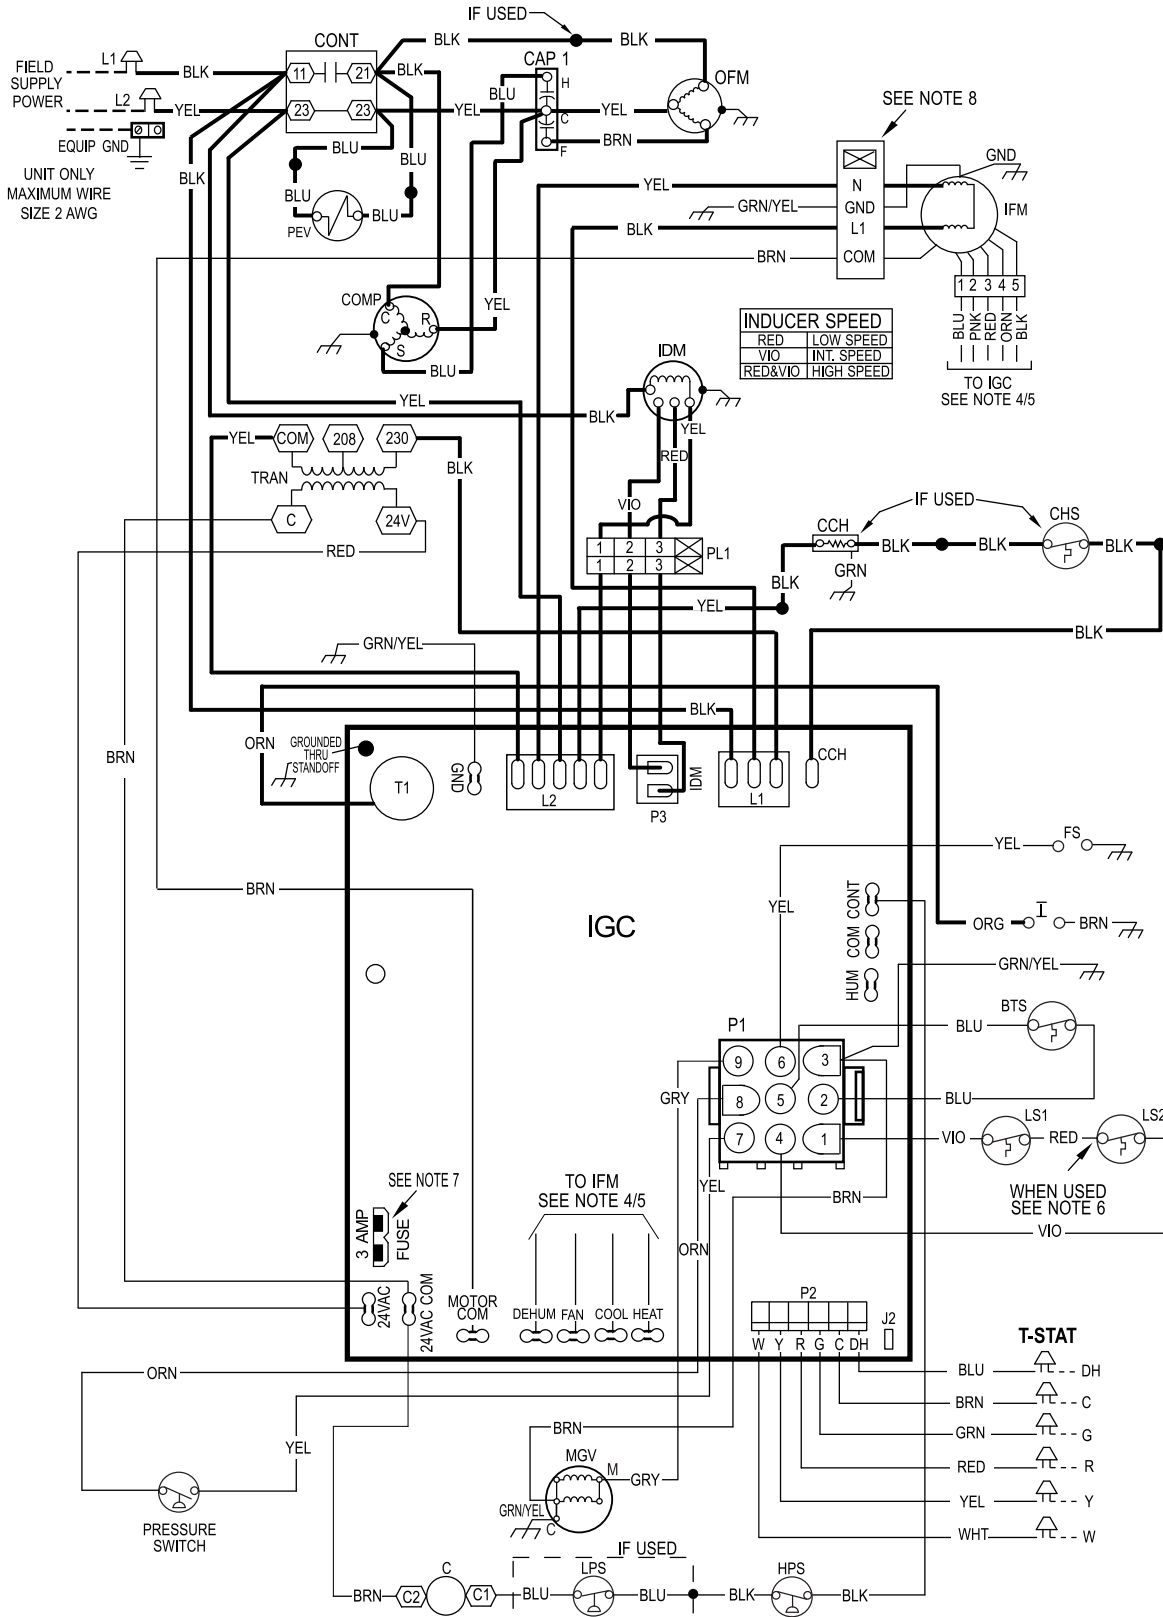 IF USED
CONT
BLK
BLK
L1
BLK
11
21
BLK
CAP 1
H
OFM
FIELD
SUPPLY
POWER
BLU
L2
YEL
23
23
YEL
C
YEL
SEE NOTE 8
EQUIP GND
BLU
BLU
F
BRN
UNIT ONLY
MAXIMUM WIRE
SIZE 2 AWG
BLK
BLU
BLU
PEV
YEL
N
GND
GRN/YEL
GND
IFM
BLK
L1
BRN
COM
1 2 3 4 5
BLU
PNK
RED
ORN
BLK
TO IGC
SEE NOTE 4/5
COMP
C
R
S
YEL
BLU
INDUCER SPEED
RED LOW SPEED
VIO INT. SPEED
RED&VIO HIGH SPEED
IDM
YEL
BLK
YEL
RED
YEL
COM
208
230
TRAN
BLK
C
24V
RED
VIO
1 2 3
1 2 3
PL1
IF USED
CCH
CHS
BLK
BLK
BLK
GRN
BLK
YEL
BLK
GRN/YEL
BLK
ORN
BRN
GROUNDED
THRU
STANDOFF
T1
GND
L2
P3
IDM
L1
CCH
YEL
FS
BRN
YEL
IGC
CONT
COM
HUM
ORG
I
BRN
GRN/YEL
P1
BTS
BLU
9 6 3
8 5 2
7 4 1
GRY
BLU
LS1
LS2
VIO
RED
YEL
BRN
WHEN USED
SEE NOTE 6
VIO
SEE NOTE 7
3 AMP
FUSE
TO IFM
SEE NOTE 4/5
ORN
24VAC
24VAC COM
MOTOR
COM
DEHUM
FAN
COOL
HEAT
P2
W Y R G C DH
J2
T-STAT
ORN
BLU
DH
BRN
C
BRN
GRN
G
YEL
RED
R
MGV
M
GRY
YEL
Y
GRN/YEL
C
WHT
W
PRESSURE
SWITCH
IF USED
BRN
C2
C
C1
BLU
LPS
BLU
BLK
HPS
BLK